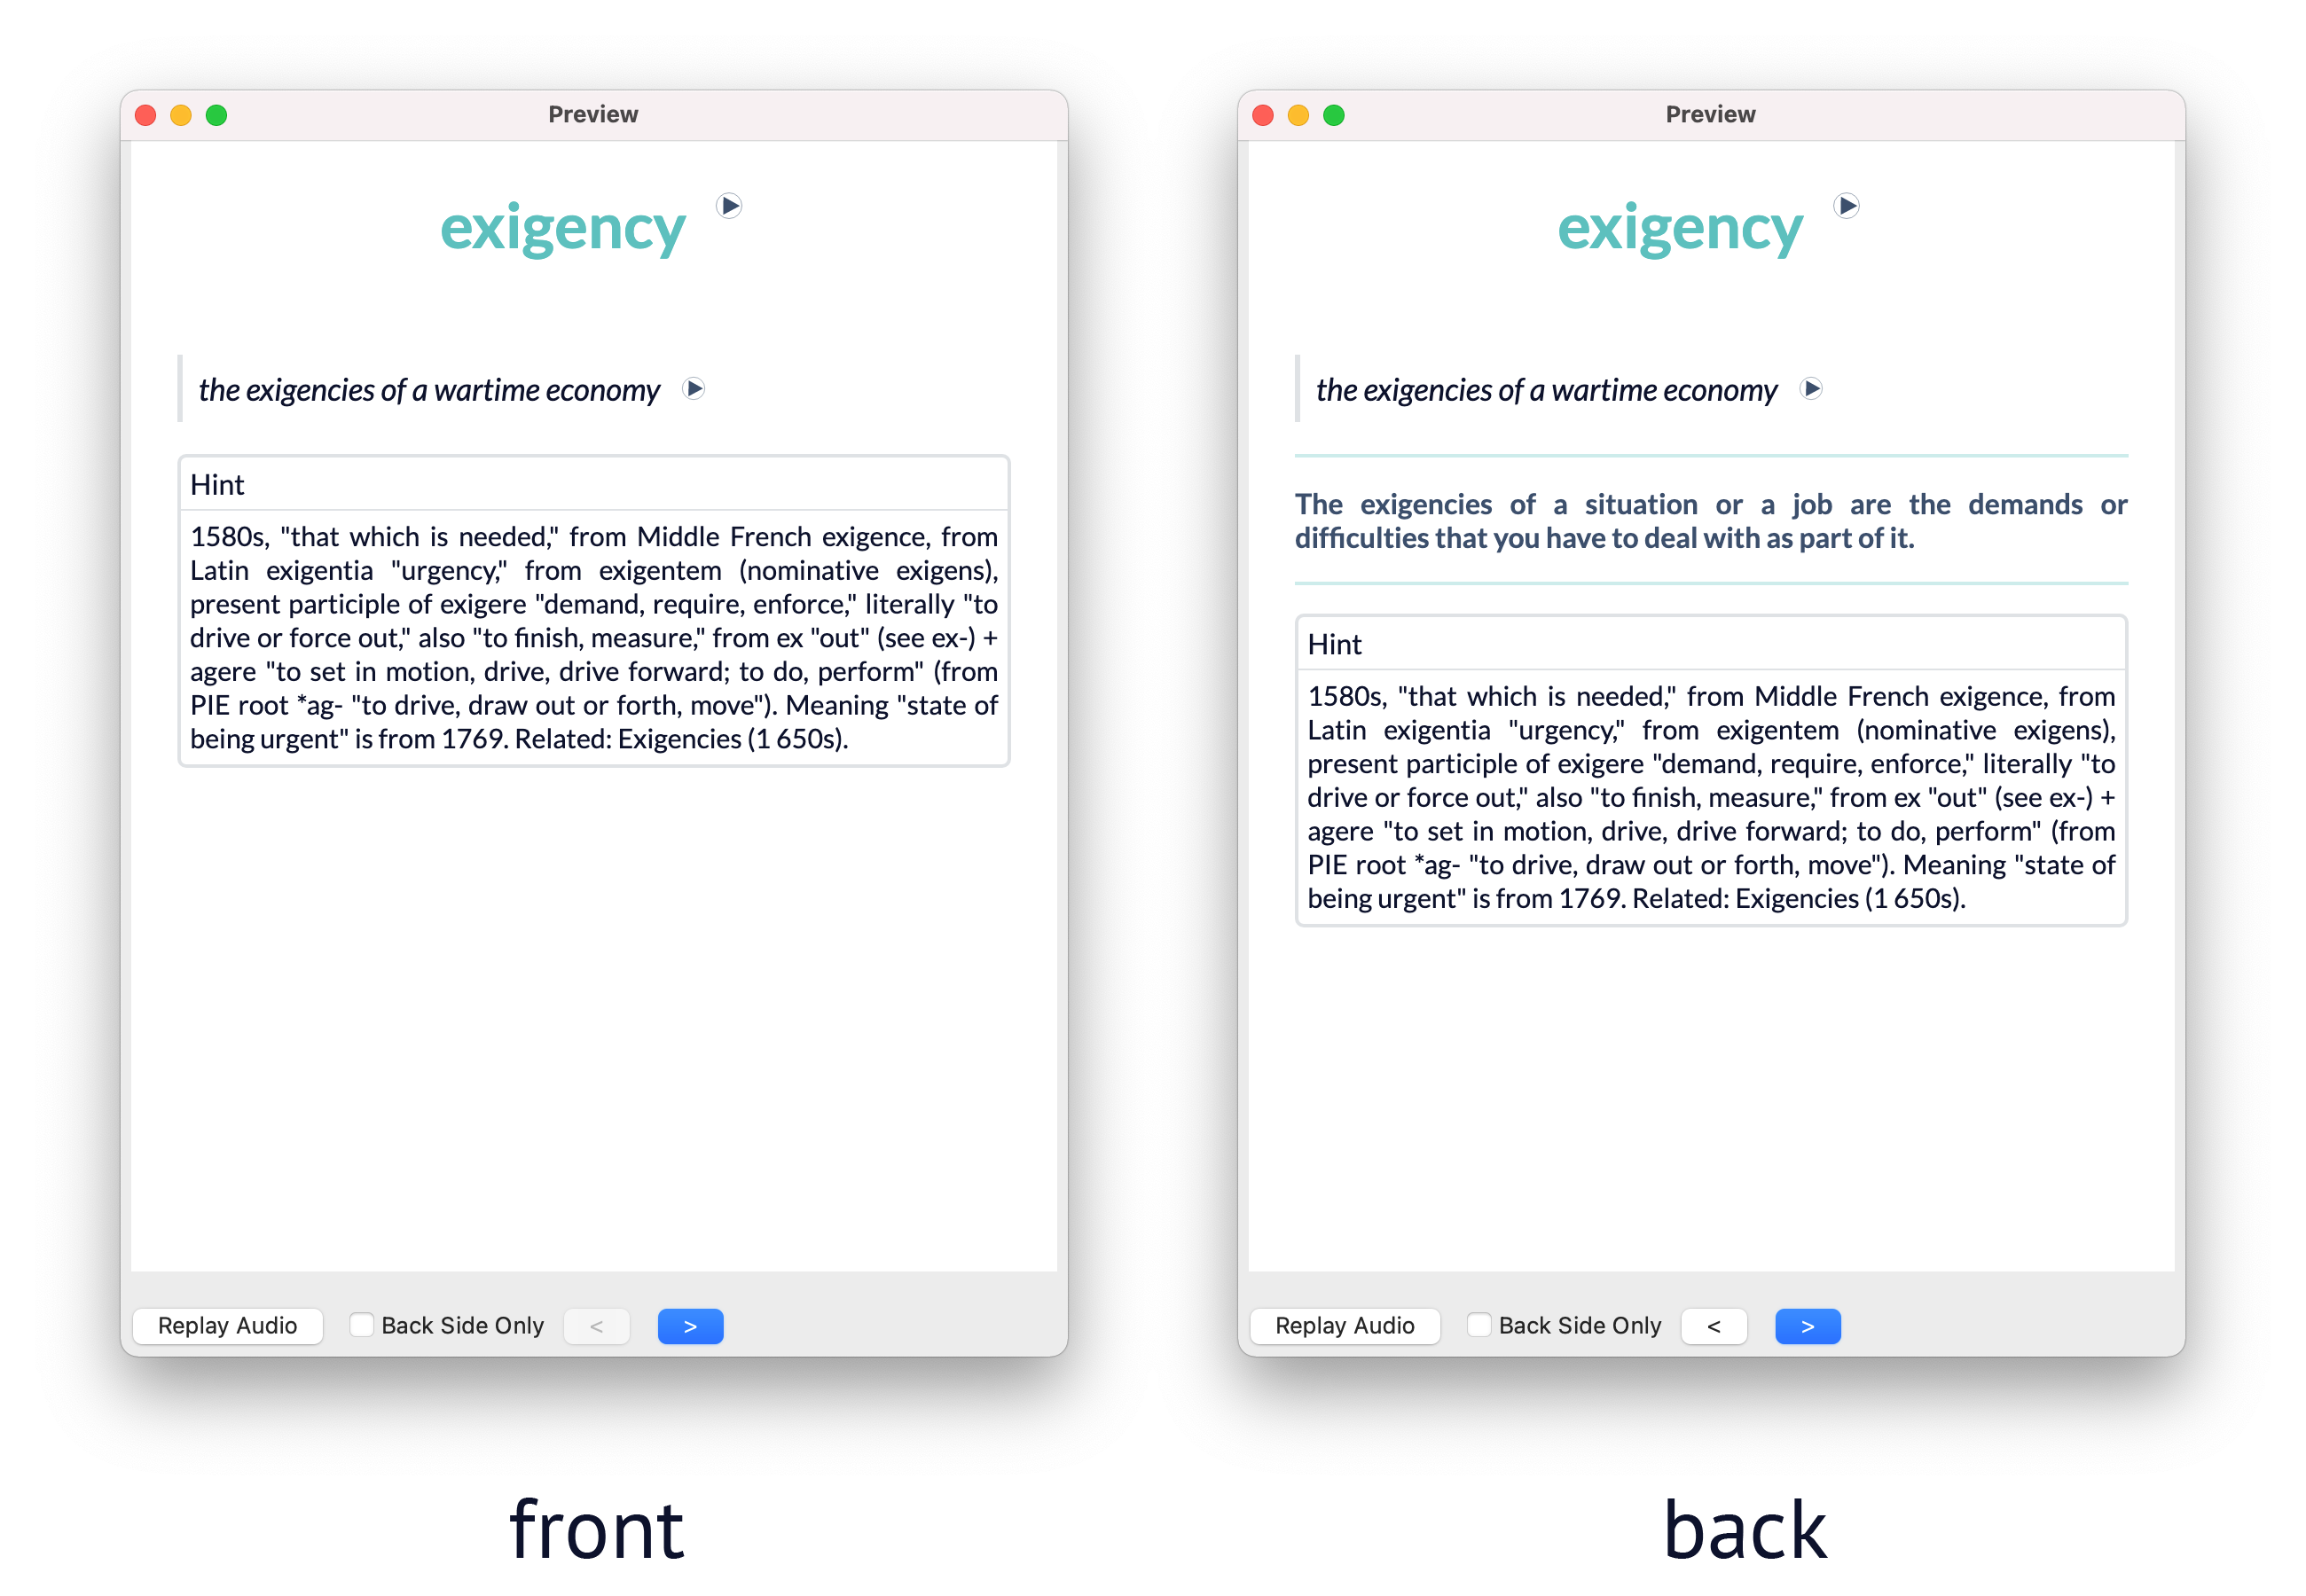 Preview
exigency
the exigencies of a wartime economy
Hint
1580s, "that which is needed," from Middle French exigence, from
Latin exigentia "urgency," from exigentem (nominative exigens),
present participle of exigere "demand, require, enforce," literally "to
drive or force out," also "to finish, measure," from ex "out" (see ex-) +
agere "to set in motion, drive, drive forward; to do, perform" (from
PIE root *ag- "to drive, draw out or forth, move"). Meaning "state of
being urgent" is from 1769. Related: Exigencies (1 650s).
Replay Audio Back Side Only < >
front
Preview
exigency
the exigencies of a wartime economy
The exigencies of a situation or a job are the demands or
difficulties that you have to deal with as part of it.
Hint
1580s, "that which is needed," from Middle French exigence, from
Latin exigentia "urgency," from exigentem (nominative exigens),
present participle of exigere "demand, require, enforce," literally "to
drive or force out," also "to finish, measure," from ex "out" (see ex-) +
agere "to set in motion, drive, drive forward; to do, perform" (from
PIE root *ag- "to drive, draw out or forth, move"). Meaning "state of
being urgent" is from 1769. Related: Exigencies (1 650s).
Replay Audio Back Side Only < >
back